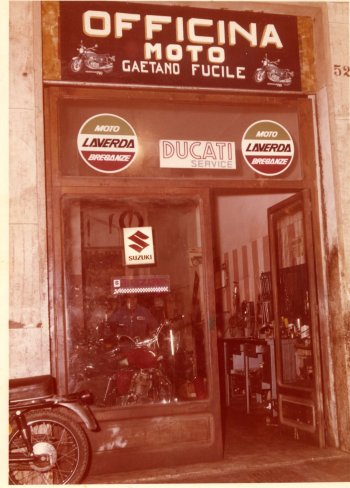 OFFICINA
MOTO
GAETANO FUCILE
52
MOTO
LAVERDA
BREGANZE
DUCATI
SERVICE
MOTO
LAVERDA
BREGANZE
SUZUKI